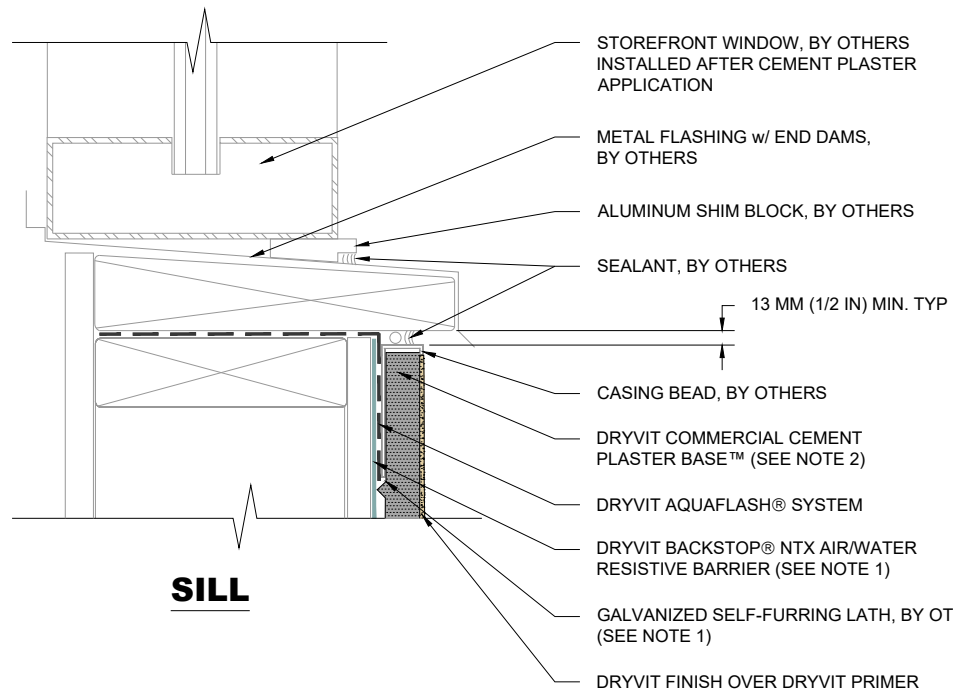 STOREFRONT WINDOW, BY OTHERS
INSTALLED AFTER CEMENT PLASTER
APPLICATION
METAL FLASHING w/ END DAMS,
BY OTHERS
ALUMINUM SHIM BLOCK, BY OTHERS
SEALANT, BY OTHERS
13 MM (1/2 IN) MIN. TYP
CASING BEAD, BY OTHERS
DRYVIT COMMERCIAL CEMENT
PLASTER BASE™ (SEE NOTE 2)
DRYVIT AQUAFLASH® SYSTEM
DRYVIT BACKSTOP® NTX AIR/WATER
RESISTIVE BARRIER (SEE NOTE 1)
GALVANIZED SELF-FURRING LATH, BY OT
(SEE NOTE 1)
DRYVIT FINISH OVER DRYVIT PRIMER
SILL